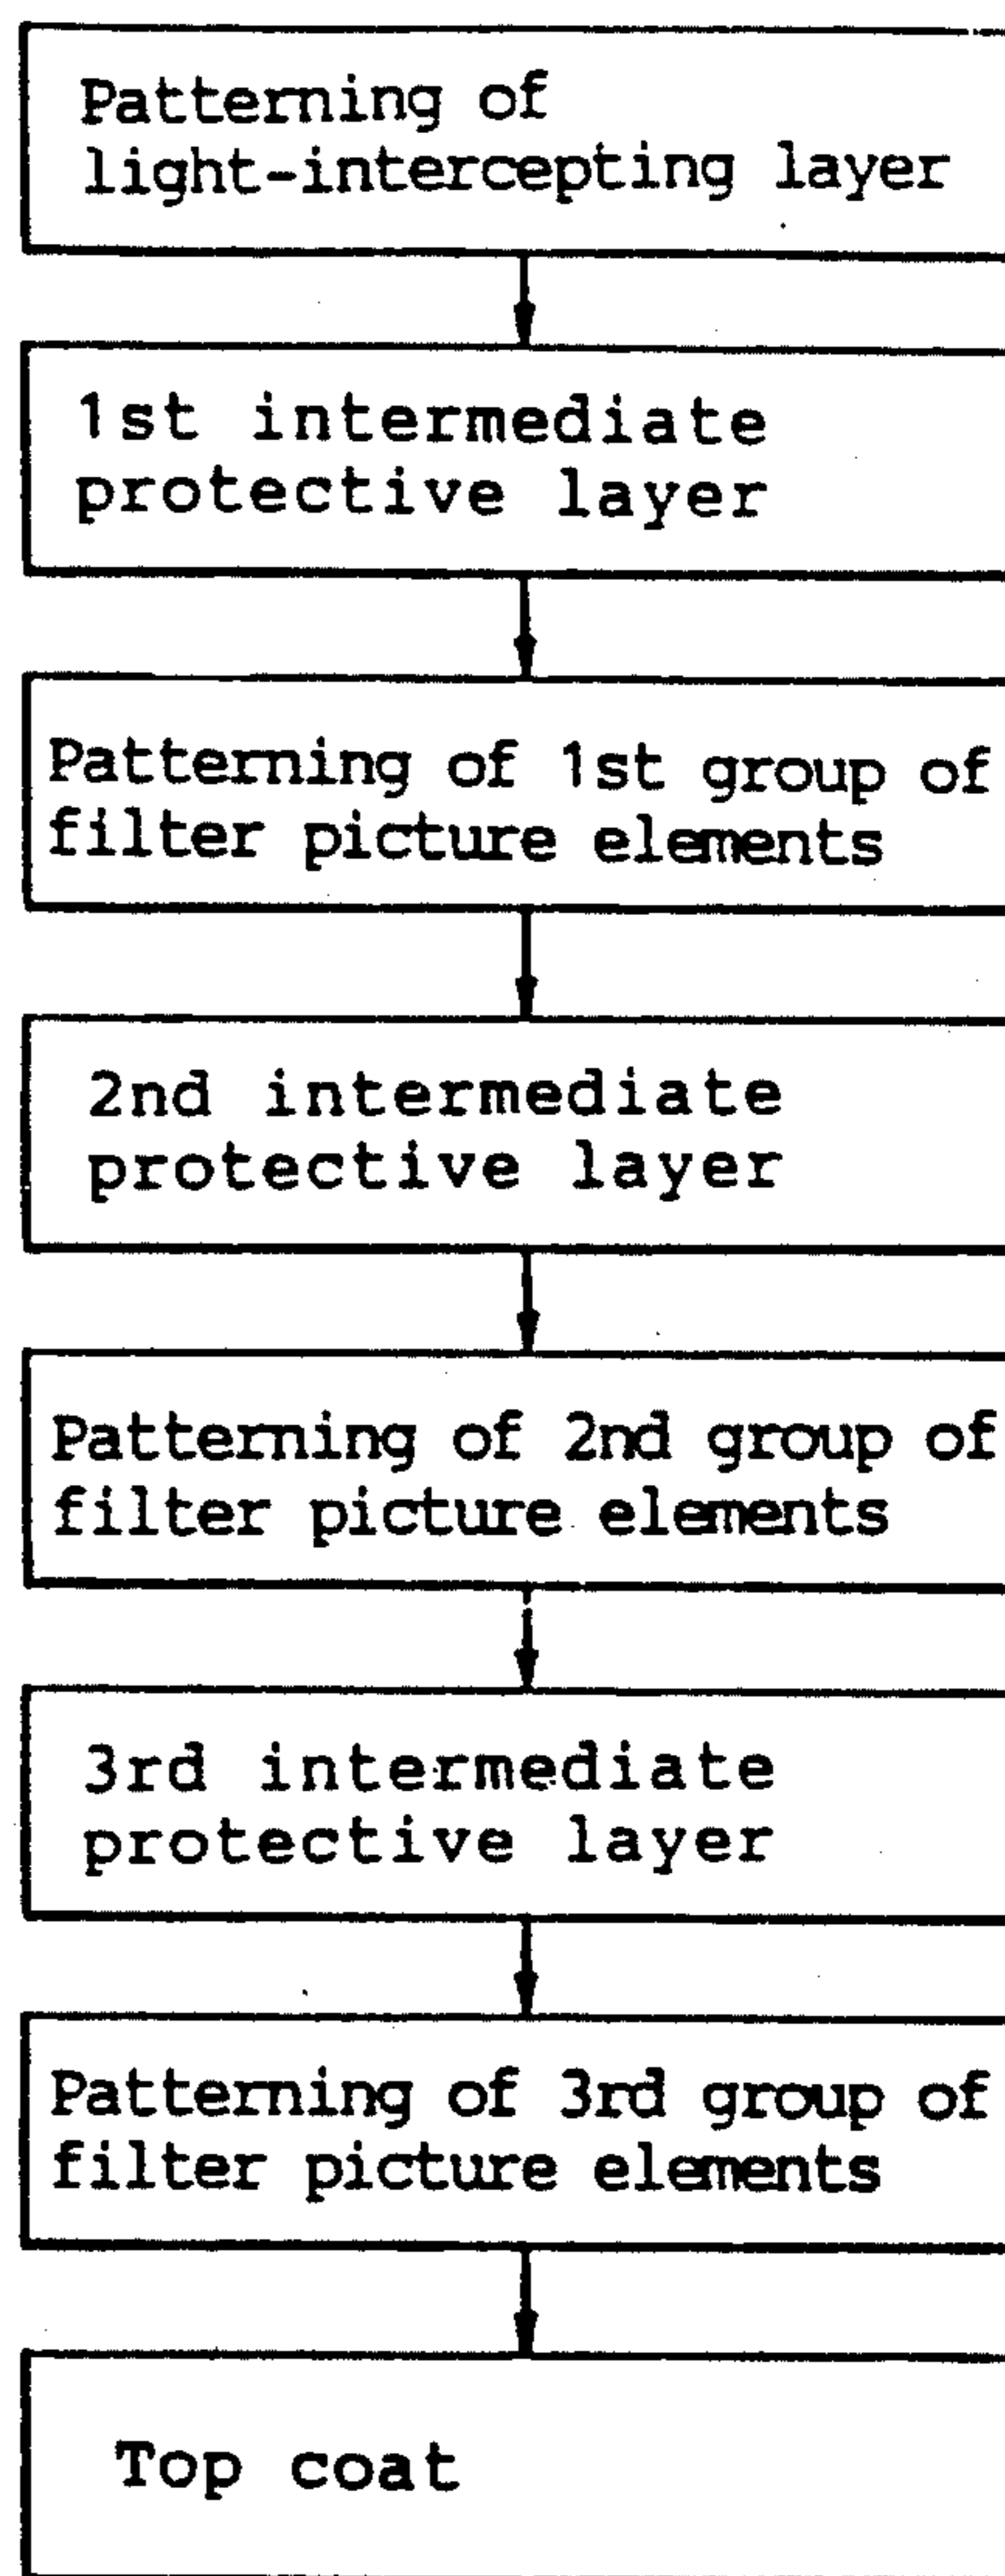 Patterning of
light-intercepting layer
1st intermediate
protective layer
Patterning of 1st group of
filter picture elements
2nd intermediate
protective layer
Patterning of 2nd group of
filter picture elements
3rd intermediate
protective layer
Patterning of 3rd group of
filter picture elements
Top coat